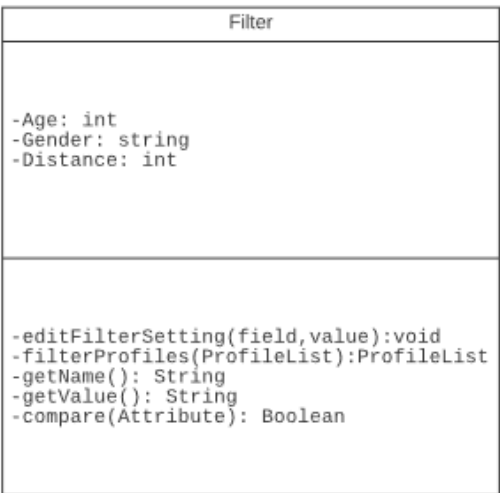 Filter
-Age: int
-Gender: string
-Distance: int
-editFilterSetting(field,value):void
-filterProfiles(ProfileList):ProfileList
-getName(): String
-getValue(): String
-compare(Attribute): Boolean